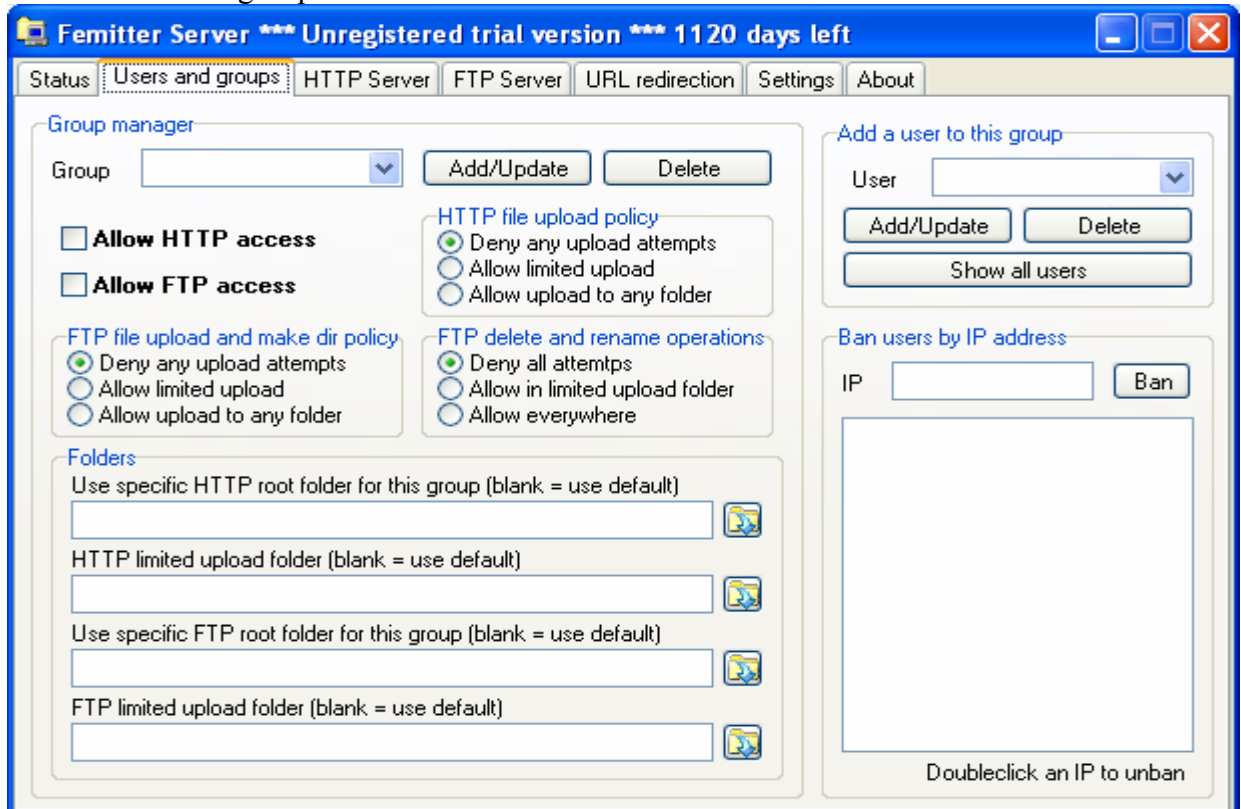 Femitter Server *** Unregistered trial version *** 1120 days left
Status Users and groups HTTP Server FTP Server URL redirection Settings About
Group manager
Group Add/Update Delete
Allow HTTP access
Allow FTP access
HTTP file upload policy
Deny any upload attempts
Allow limited upload
Allow upload to any folder
FTP file upload and make dir policy
Deny any upload attempts
Allow limited upload
Allow upload to any folder
FTP delete and rename operations
Deny all attemtps
Allow in limited upload folder
Allow everywhere
Folders
Use specific HTTP root folder for this group (blank = use default)
HTTP limited upload folder (blank = use default)
Use specific FTP root folder for this group (blank = use default)
FTP limited upload folder (blank = use default)
Add a user to this group
User
Add/Update Delete
Show all users
Ban users by IP address
IP Ban
Doubleclick an IP to unban